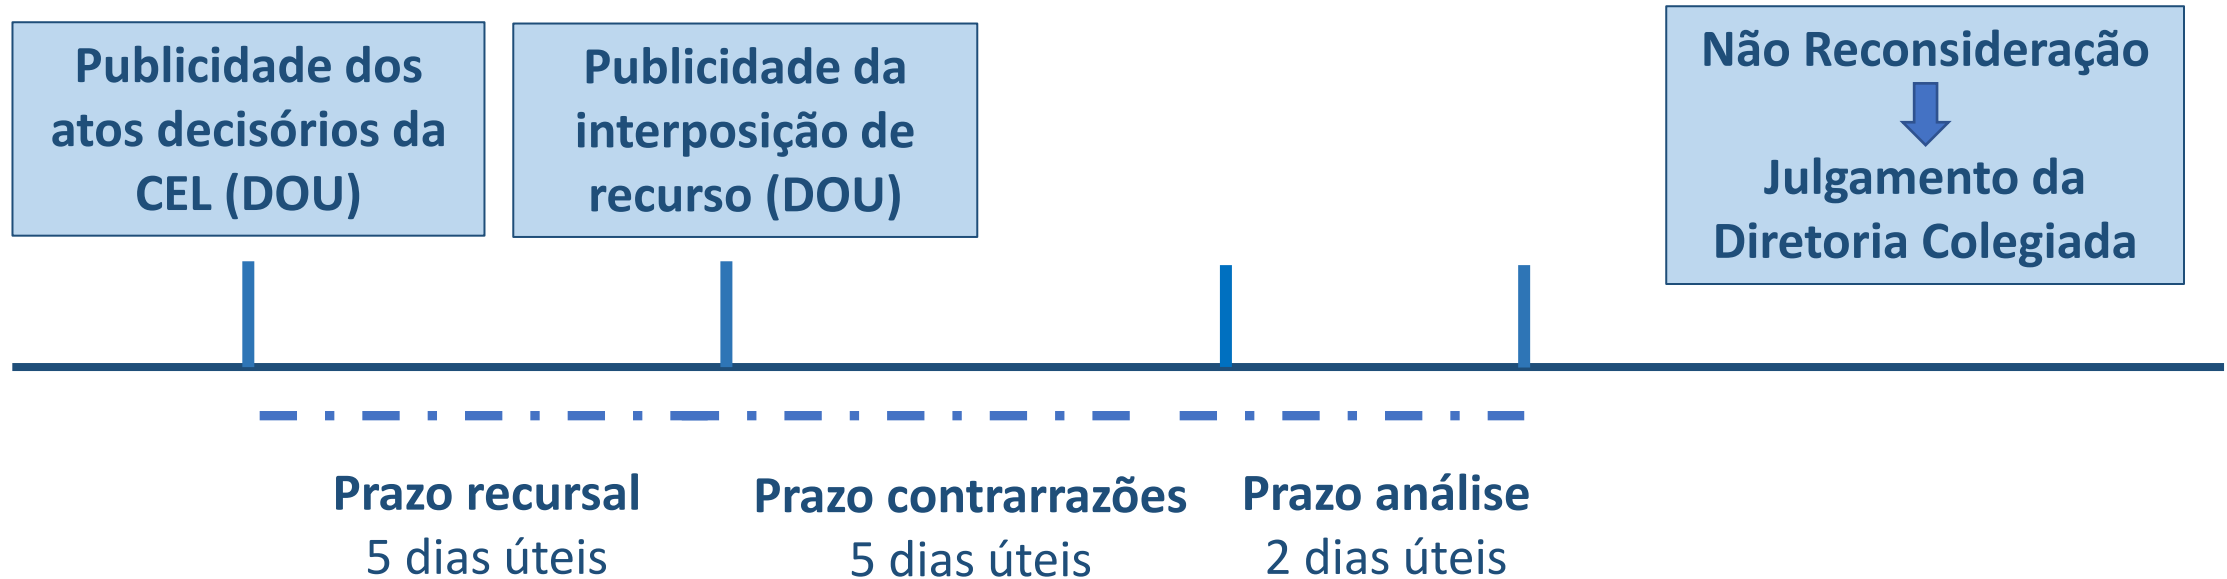 Publicidade dos
atos decisórios da
CEL (DOU)
Publicidade da
interposição de
recurso (DOU)
Não Reconsideração
Julgamento da
Diretoria Colegiada
Prazo recursal
5 dias úteis
Prazo contrarrazões
5 dias úteis
Prazo análise
2 dias úteis